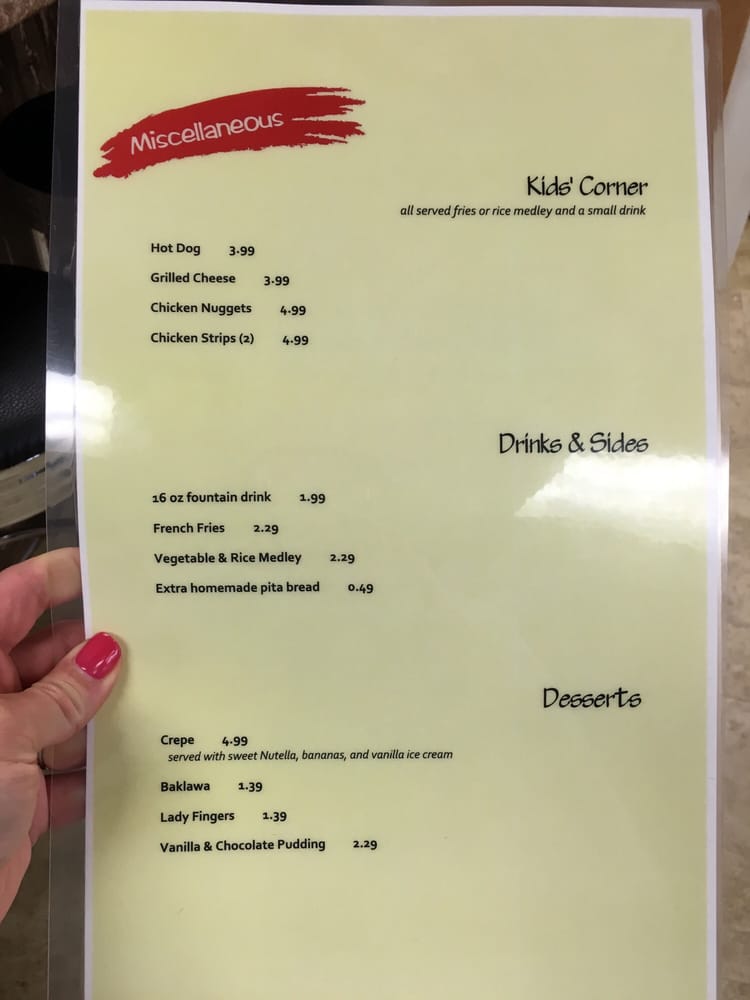 Miscellaneous
Kids' Corner
all served fries or rice medley and a small drink
Hot Dog 3.99
Grilled Cheese 3.99
Chicken Nuggets 4.99
Chicken Strips (2) 4.99
Drinks & Sides
16 oz fountain drink 1.99
French Fries 2.29
Vegetable & Rice Medley 2.29
Extra homemade pita bread 0.49
Desserts
Crepe 4.99
served with sweet Nutella, bananas, and vanilla ice cream
Baklawa 1.39
Lady Fingers 1.39
Vanilla & Chocolate Pudding 2.29